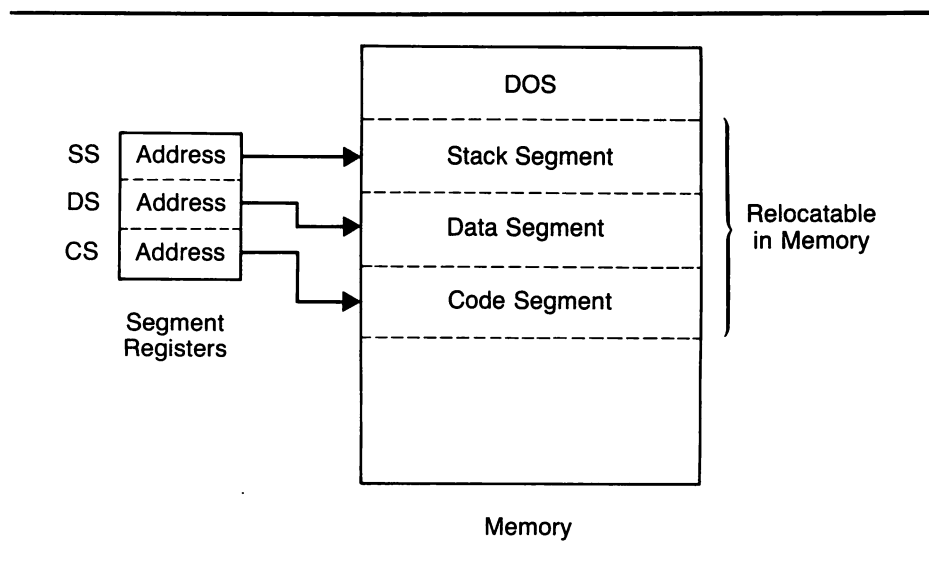 DOS
SS Address
Stack Segment
DS Address
Data Segment
CS Address
Code Segment
Relocatable
in Memory
Segment
Registers
Memory